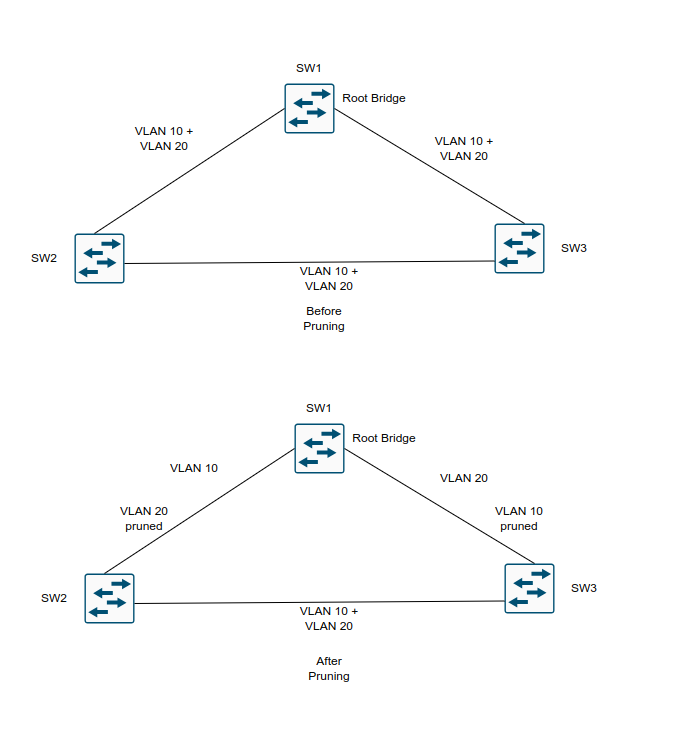 SW1
Root Bridge
VLAN 10 +
VLAN 20
VLAN 10 +
VLAN 20
SW2
SW3
VLAN 10 +
VLAN 20
Before
Pruning
SW1
Root Bridge
VLAN 10
VLAN 20
VLAN 20
pruned
VLAN 10
pruned
SW2
SW3
VLAN 10 +
VLAN 20
After
Pruning